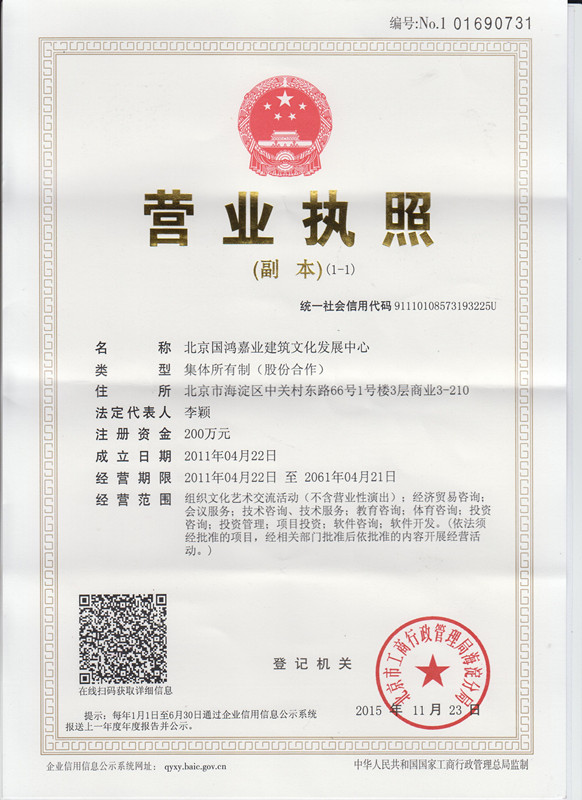 编号:No.1 01690731
营业执照
(副 本)(1-1)
统一社会信用代码 91110108573193225U
名 称 北京国鸿嘉业建筑文化发展中心
类 型 集体所有制（股份合作）
住 所 北京市海淀区中关村东路66号1号楼3层商业3-210
法定代表人 李颖
注册资金 200万元
成立日期 2011年04月22日
经营期限 2011年04月22日 至 2061年04月21日
经营范围 组织文化艺术交流活动（不含营业性演出）；经济贸易咨询；
会议服务；技术咨询、技术服务；教育咨询；体育咨询；投资
咨询；投资管理；项目投资；软件咨询；软件开发。(依法须
经批准的项目，经相关部门批准后依批准的内容开展经营活
动。)
在线扫码获取详细信息
登记机关
北京市工商行政管理局海淀分局
2015 年 11 月 23 日
提示：每年1月1日至6月30日通过企业信用信息公示系统
报送上一年度年度报告并公示。
企业信用信息公示系统网址： qyxy.baic.gov.cn
中华人民共和国国家工商行政管理总局监制